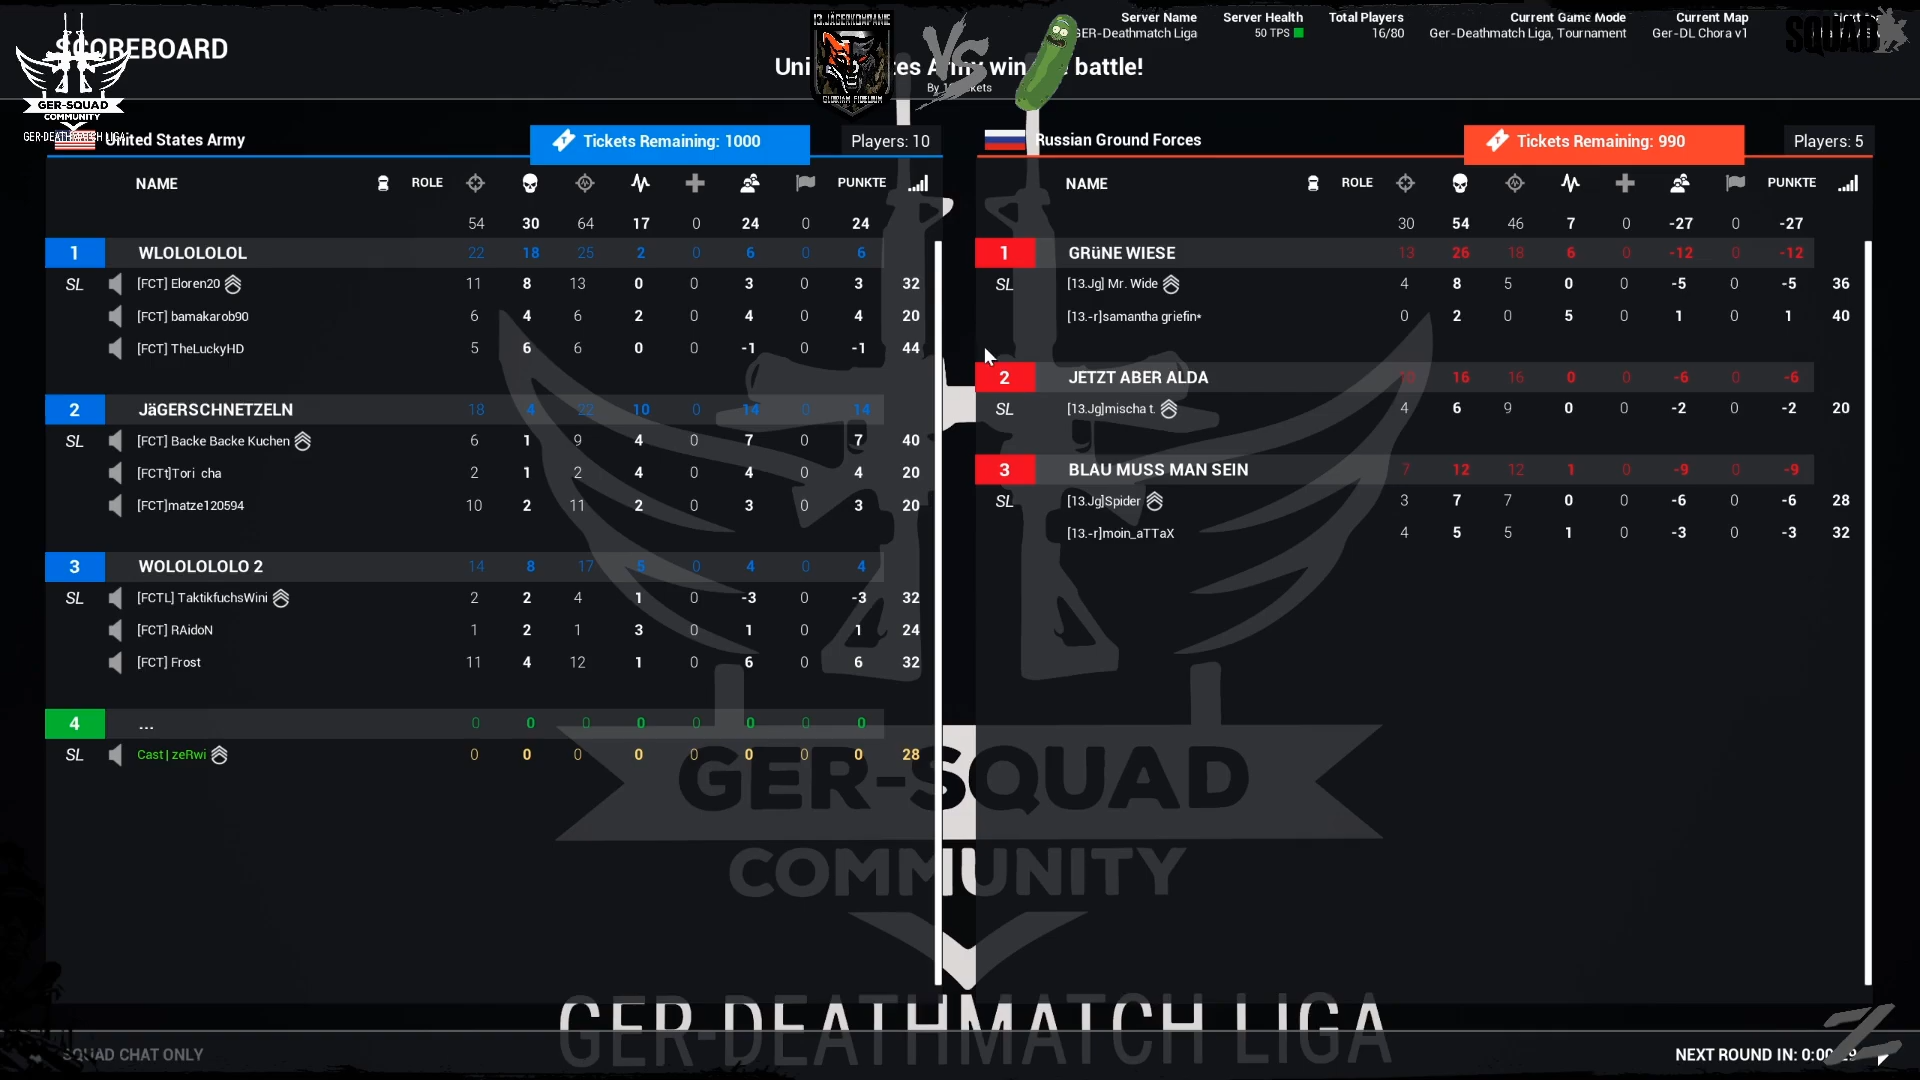 SCOREBOARD
GER-SQUAD
COMMUNITY
GER-DEATHMATCH LIGA
13.JÄGERKOMPANIE
GLORIAM FIDELIUM
VS
Server Name
GER-Deathmatch Liga
Server Health
50 TPS
Total Players
16/80
Current Game Mode
Ger-Deathmatch Liga, Tournament
Current Map
Ger-DL Chora v1
SQUAD
battle!
United States Army
Tickets Remaining: 1000
Players: 10
NAME ROLE PUNKTE
54 30 64 17 0 24 0 24
1 WLOLOLOLOL 22 18 25 2 0 6 0 6
SL [FCT] Eloren20 11 8 13 0 0 3 0 3 32
[FCT] bamakarob90 6 4 6 2 0 4 0 4 20
[FCT] TheLuckyHD 5 6 6 0 0 -1 0 -1 44
2 JäGERSCHNETZELN 18 4 22 10 0 14 0 14
SL [FCT] Backe Backe Kuchen 6 1 9 4 0 7 0 7 40
[FCTt]Tori cha 2 1 2 4 0 4 0 4 20
[FCT]matze120594 10 2 11 2 0 3 0 3 20
3 WOLOLOLOLO 2 14 8 17 5 0 4 0 4
SL [FCTL] TaktikfuchsWini 2 2 4 1 0 -3 0 -3 32
[FCT] RAidoN 1 2 1 3 0 1 0 1 24
[FCT] Frost 11 4 12 1 0 6 0 6 32
4 ... 0 0 0 0 0 0 0 0
SL Cast | zeRwi 0 0 0 0 0 0 0 0 28
Russian Ground Forces
Tickets Remaining: 990
Players: 5
NAME ROLE PUNKTE
30 54 46 7 0 -27 0 -27
1 GRüNE WIESE 13 26 18 6 0 -12 0 -12
SL [13.Jg] Mr. Wide 4 8 5 0 0 -5 0 -5 36
[13.-r]samantha griefin* 0 2 0 5 0 1 0 1 40
2 JETZT ABER ALDA 10 16 16 0 0 -6 0 -6
SL [13.Jg]mischa t. 4 6 9 0 0 -2 0 -2 20
3 BLAU MUSS MAN SEIN 7 12 12 1 0 -9 0 -9
SL [13.Jg]Spider 3 7 7 0 0 -6 0 -6 28
[13.-r]moin_aTTaX 4 5 5 1 0 -3 0 -3 32
GER-SQUAD
COMMUNITY
GER-DEATHMATCH LIGA
SQUAD CHAT ONLY
NEXT ROUND IN: